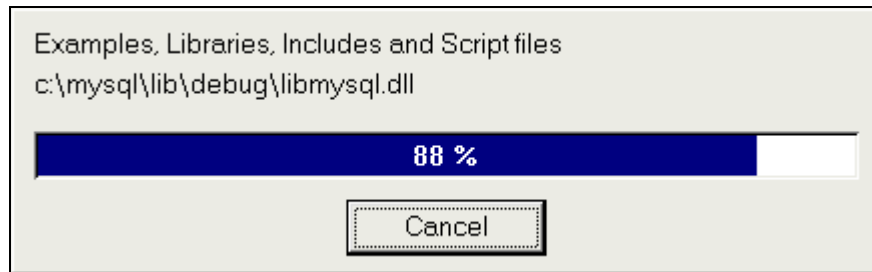 Examples, Libraries, Includes and Script files
c:\mysql\lib\debug\libmysql.dll
88 %
Cancel